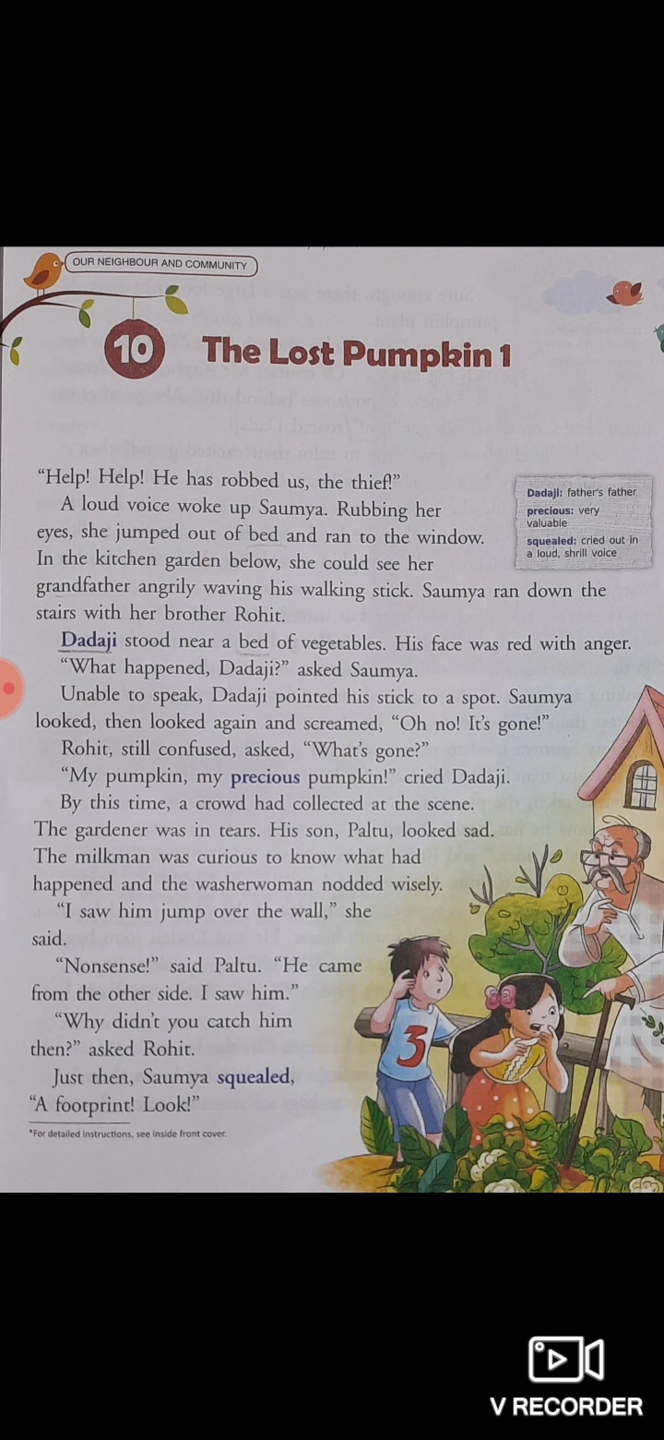 OUR NEIGHBOUR AND COMMUNITY
10 The Lost Pumpkin 1
“Help! Help! He has robbed us, the thief!”
A loud voice woke up Saumya. Rubbing her
eyes, she jumped out of bed and ran to the window.
In the kitchen garden below, she could see her
grandfather angrily waving his walking stick. Saumya ran down the
stairs with her brother Rohit.
Dadaji: father's father
precious: very
valuable
squealed: cried out in
a loud, shrill voice
Dadaji stood near a bed of vegetables. His face was red with anger.
“What happened, Dadaji?” asked Saumya.
Unable to speak, Dadaji pointed his stick to a spot. Saumya
looked, then looked again and screamed, “Oh no! It’s gone!”
Rohit, still confused, asked, “What’s gone?”
“My pumpkin, my precious pumpkin!” cried Dadaji.
By this time, a crowd had collected at the scene.
The gardener was in tears. His son, Paltu, looked sad.
The milkman was curious to know what had
happened and the washerwoman nodded wisely.
“I saw him jump over the wall,” she
said.
“Nonsense!” said Paltu. “He came
from the other side. I saw him.”
“Why didn’t you catch him
then?” asked Rohit.
Just then, Saumya squealed,
“A footprint! Look!”
*For detailed instructions, see inside front cover.
3
V RECORDER